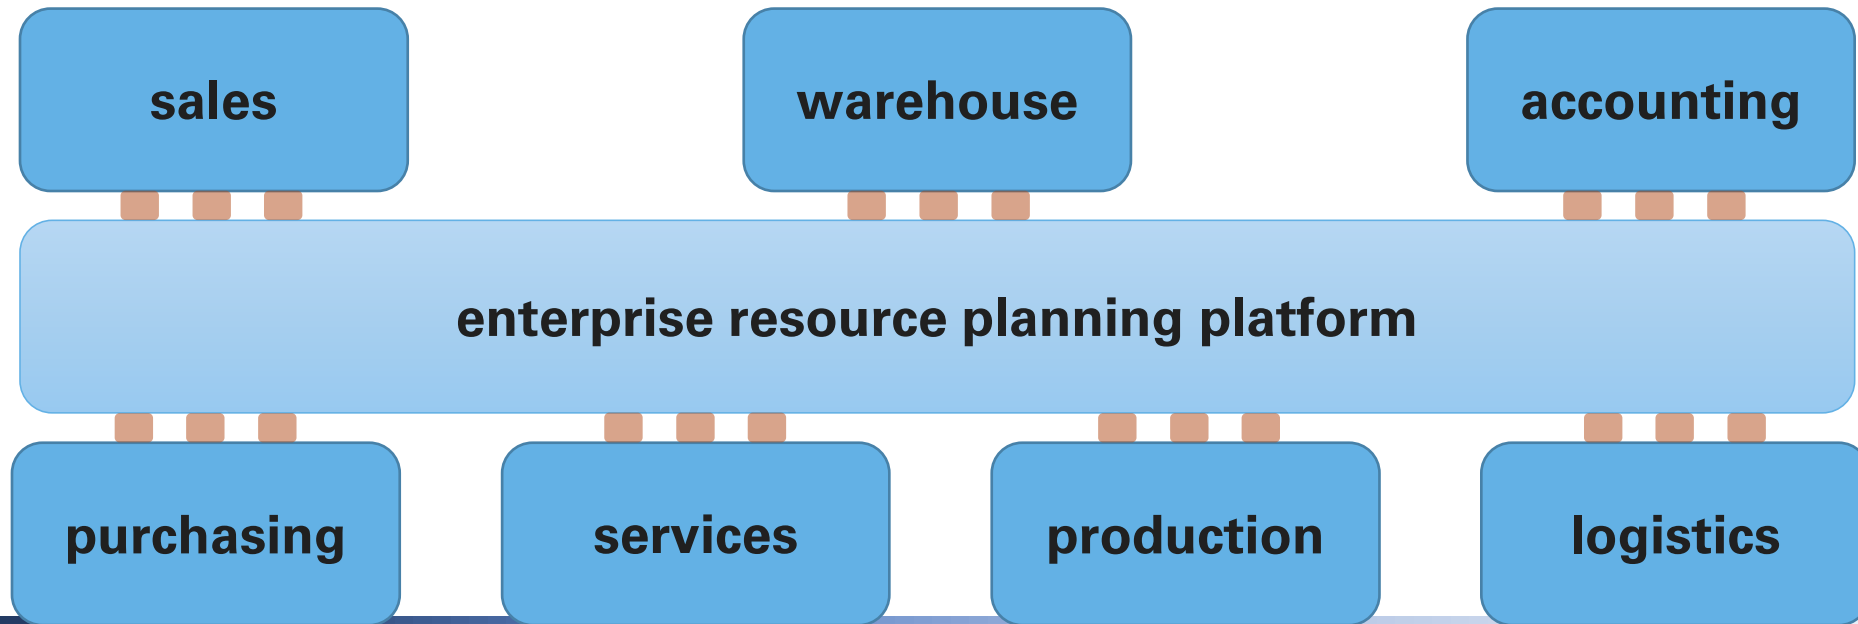 sales
warehouse
accounting
enterprise resource planning platform
purchasing
services
production
logistics